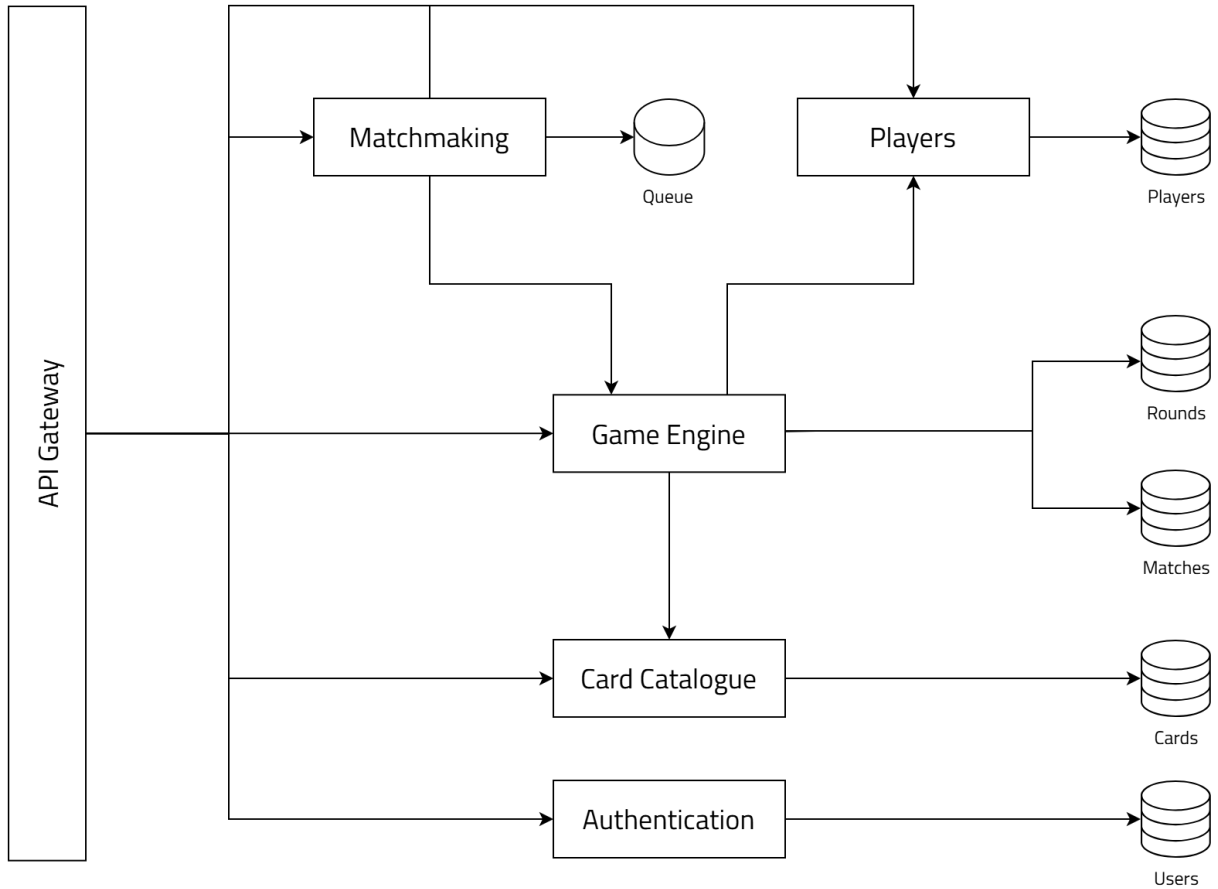 API Gateway
Matchmaking
Queue
Players
Players
Rounds
Game Engine
Matches
Card Catalogue
Cards
Authentication
Users